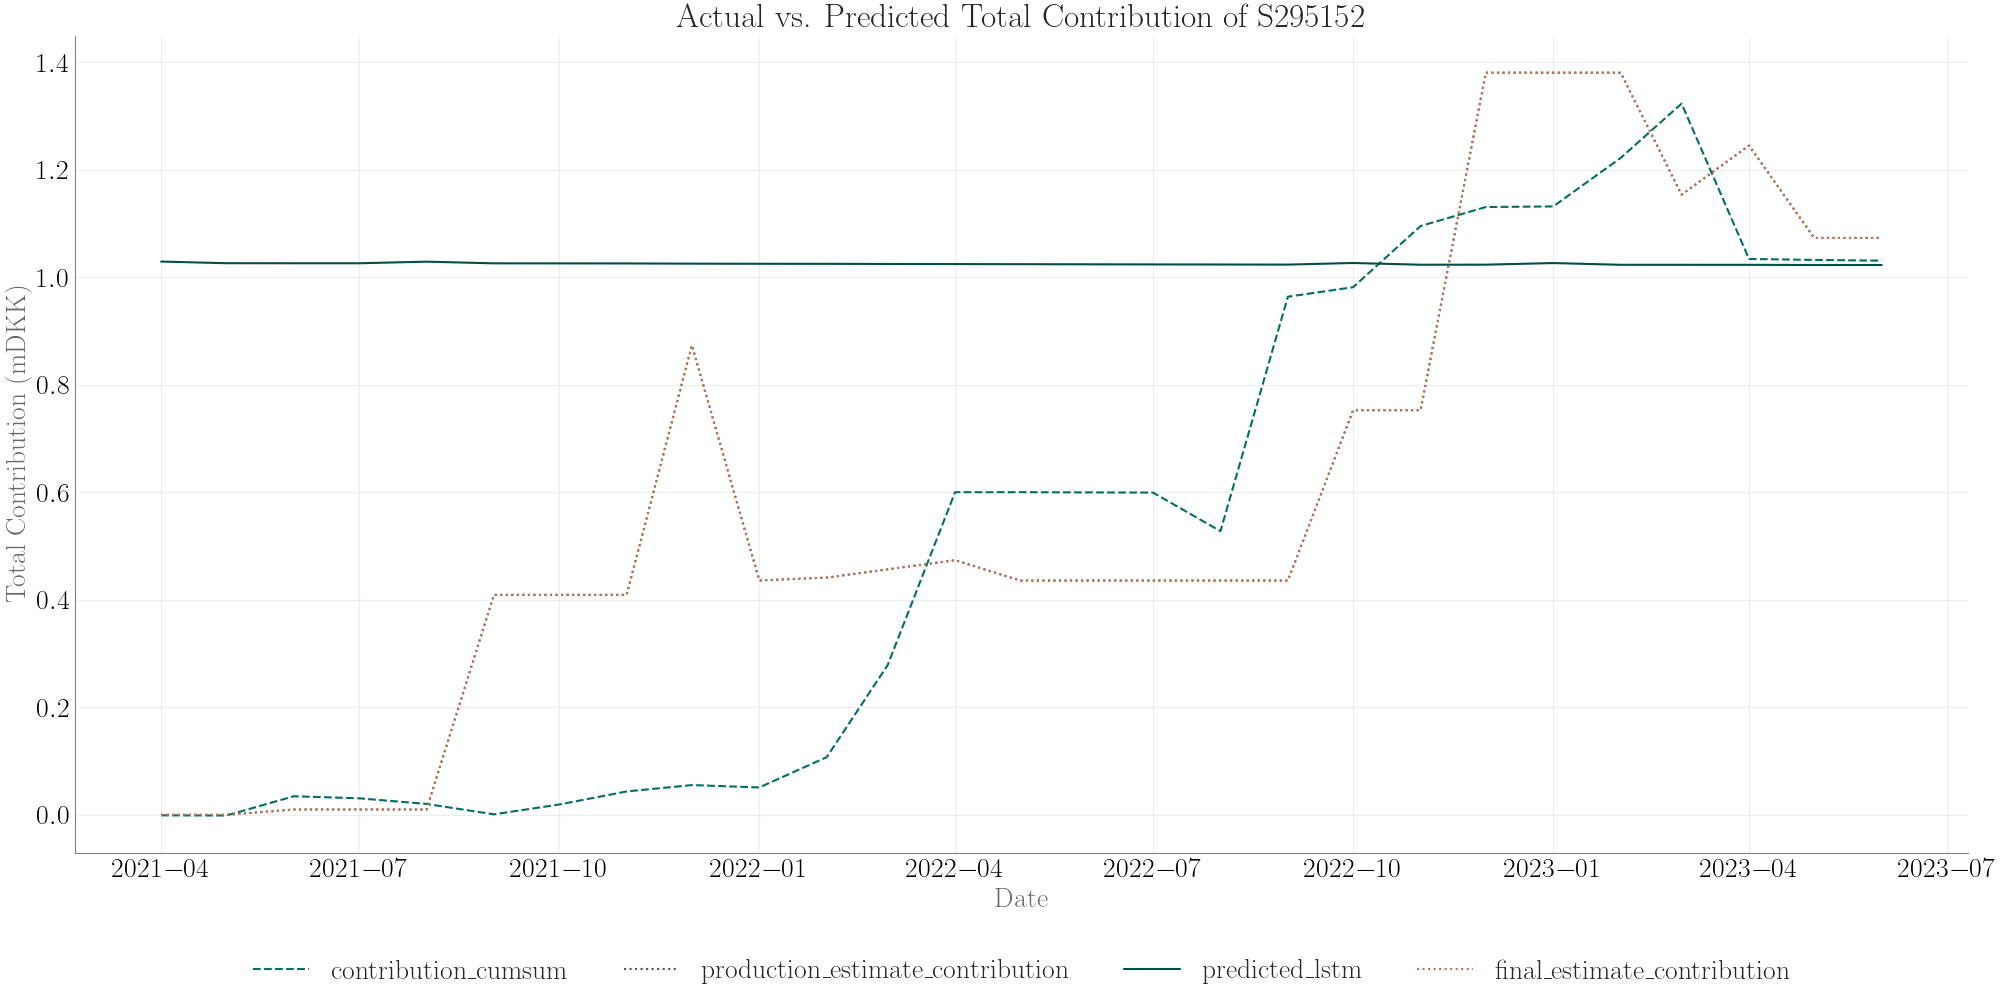 Actual vs. Predicted Total Contribution of S295152
Total Contribution (mDKK)
1.4
1.2
1.0
0.8
0.6
0.4
0.2
0.0
2021−04 2021−07 2021−10 2022−01 2022−04 2022−07 2022−10 2023−01 2023−04 2023−07
Date
contribution_cumsum production_estimate_contribution predicted_lstm final_estimate_contribution